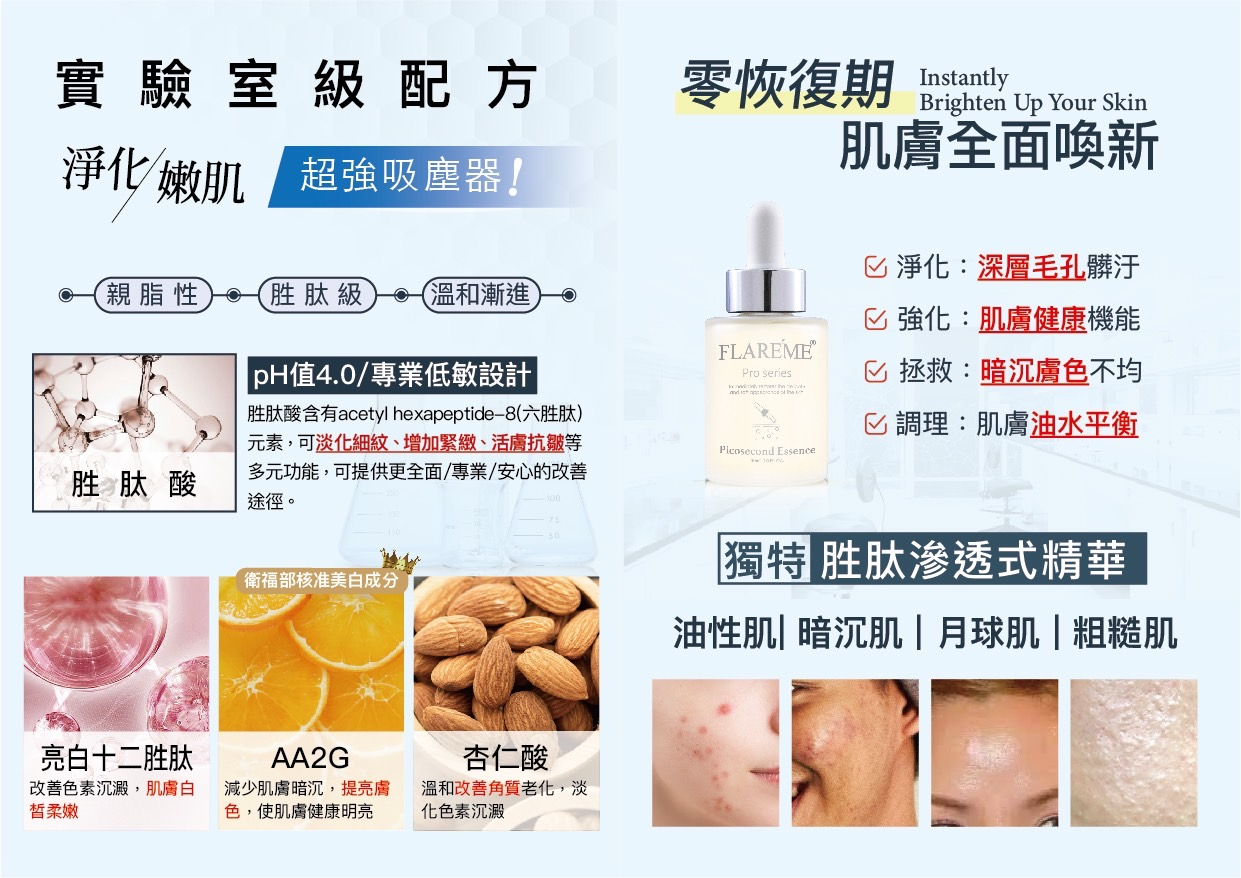 實驗室級配方
淨化/嫩肌 超強吸塵器!
親脂性 胜肽級 溫和漸進
胜肽酸
pH值4.0/專業低敏設計
胜肽酸含有acetyl hexapeptide-8(六胜肽)
元素,可淡化細紋、增加緊緻、活膚抗皺等
多元功能,可提供更全面/專業/安心的改善
途徑。
亮白十二胜肽
改善色素沉澱,肌膚白
皙柔嫩
衛福部核准美白成分
AA2G
減少肌膚暗沉,提亮膚
色,使肌膚健康明亮
杏仁酸
溫和改善角質老化,淡
化色素沉澱
零恢復期
Instantly
Brighten Up Your Skin
肌膚全面喚新
FLAREME®
Pro series
Picosecond Essence
淨化:深層毛孔髒汙
強化:肌膚健康機能
拯救:暗沉膚色不均
調理:肌膚油水平衡
獨特 胜肽滲透式精華
油性肌| 暗沉肌 | 月球肌 | 粗糙肌